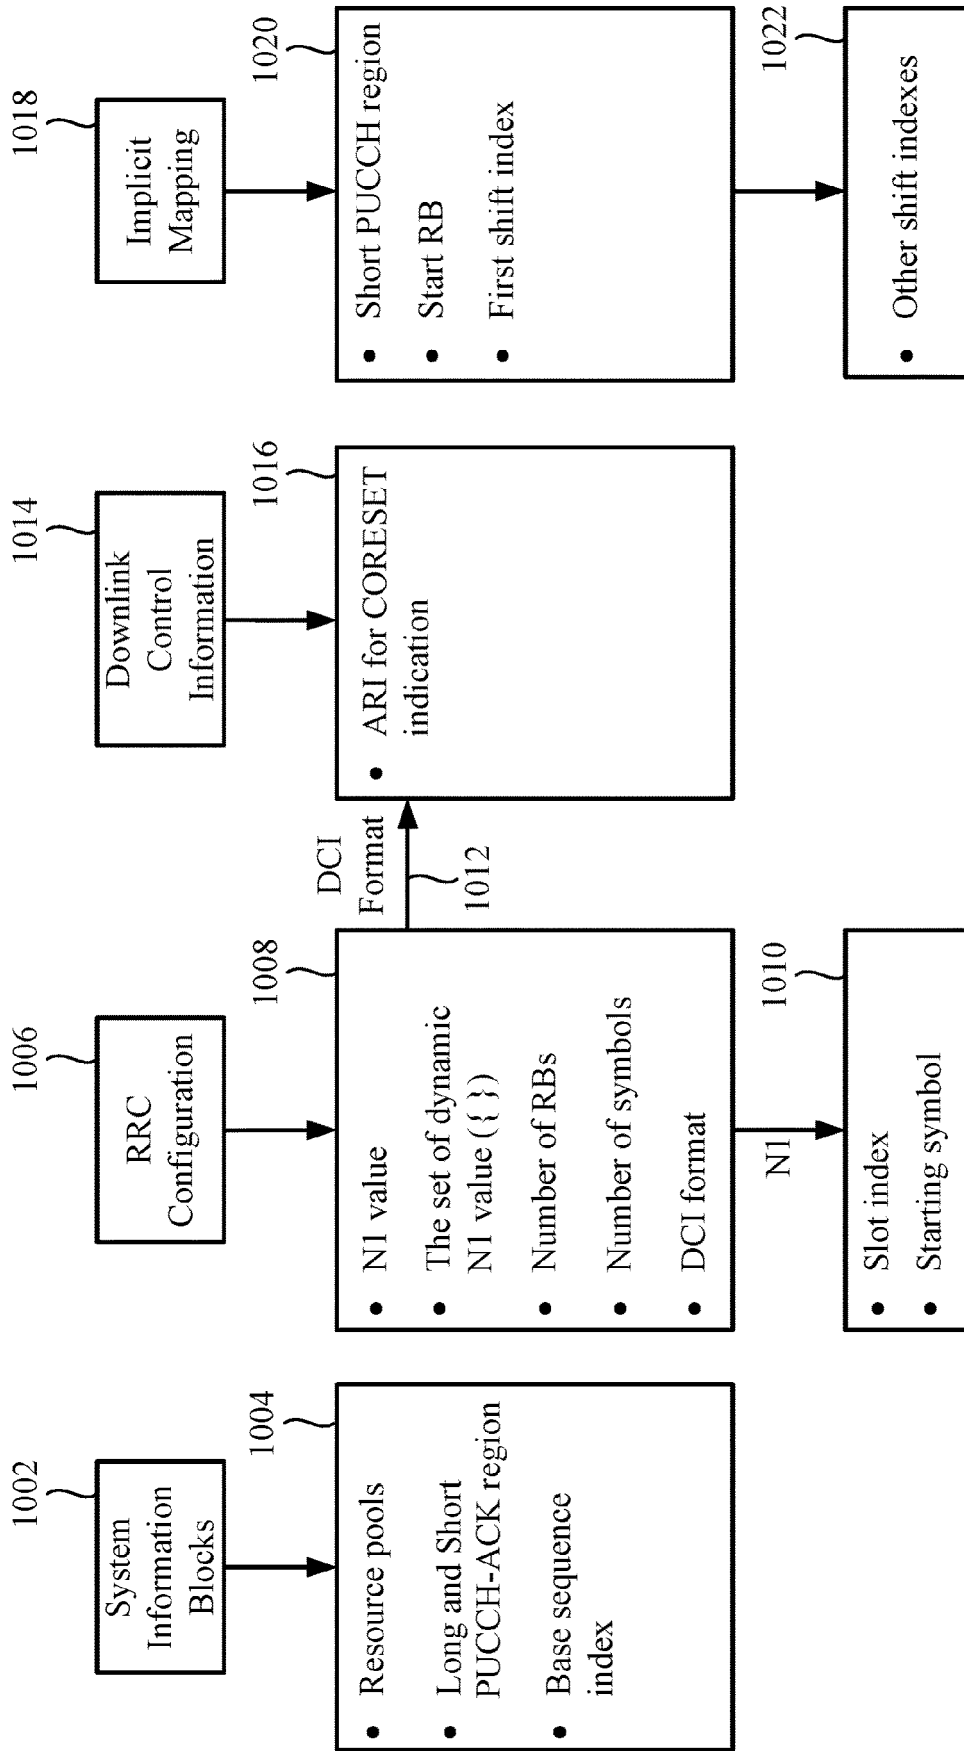 1002
System
Information
Blocks
1004
• Resource pools
• Long and Short
PUCCH-ACK region
• Base sequence
index
1006
RRC
Configuration
1008
• N1 value
• The set of dynamic
N1 value ({ })
• Number of RBs
• Number of symbols
• DCI format
N1
1010
• Slot index
• Starting symbol
DCI
Format
1012
1014
Downlink
Control
Information
1016
• ARI for CORESET
indication
1018
Implicit
Mapping
1020
• Short PUCCH region
• Start RB
• First shift index
1022
• Other shift indexes